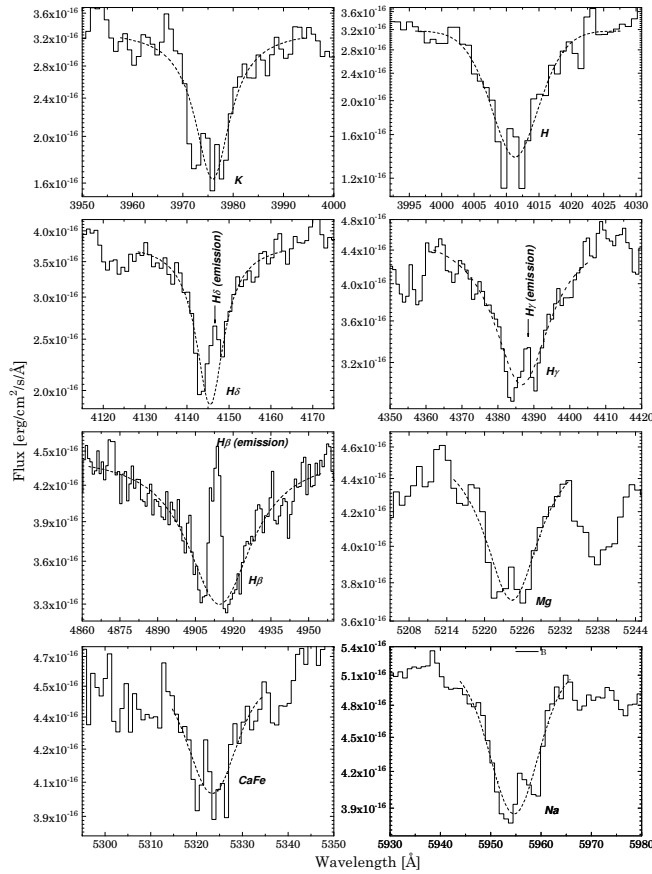 3.6x10⁻¹⁶
3.2x10⁻¹⁶
2.8x10⁻¹⁶
2.4x10⁻¹⁶
2.0x10⁻¹⁶
1.6x10⁻¹⁶
K
3950 3960 3970 3980 3990 4000
3.6x10⁻¹⁶
3.2x10⁻¹⁶
2.8x10⁻¹⁶
2.4x10⁻¹⁶
2.0x10⁻¹⁶
1.6x10⁻¹⁶
1.2x10⁻¹⁶
H
3995 4000 4005 4010 4015 4020 4025 4030
4.0x10⁻¹⁶
3.5x10⁻¹⁶
3.0x10⁻¹⁶
2.5x10⁻¹⁶
2.0x10⁻¹⁶
Hδ (emission)
Hδ
4120 4130 4140 4150 4160 4170
4.8x10⁻¹⁶
4.4x10⁻¹⁶
4.0x10⁻¹⁶
3.6x10⁻¹⁶
3.2x10⁻¹⁶
Hγ (emission)
Hγ
4350 4360 4370 4380 4390 4400 4410 4420
Flux [erg/cm²/s/Å]
4.5x10⁻¹⁶
4.2x10⁻¹⁶
3.9x10⁻¹⁶
3.6x10⁻¹⁶
3.3x10⁻¹⁶
Hβ (emission)
Hβ
4860 4875 4890 4905 4920 4935 4950
4.6x10⁻¹⁶
4.4x10⁻¹⁶
4.2x10⁻¹⁶
4.0x10⁻¹⁶
3.8x10⁻¹⁶
3.6x10⁻¹⁶
Mg
5208 5214 5220 5226 5232 5238 5244
4.7x10⁻¹⁶
4.5x10⁻¹⁶
4.4x10⁻¹⁶
4.2x10⁻¹⁶
4.1x10⁻¹⁶
3.9x10⁻¹⁶
CaFe
5300 5310 5320 5330 5340 5350
5.4x10⁻¹⁶
5.1x10⁻¹⁶
4.8x10⁻¹⁶
4.5x10⁻¹⁶
4.2x10⁻¹⁶
3.9x10⁻¹⁶
B
Na
5930 5940 5950 5960 5970 5980
Wavelength [Å]